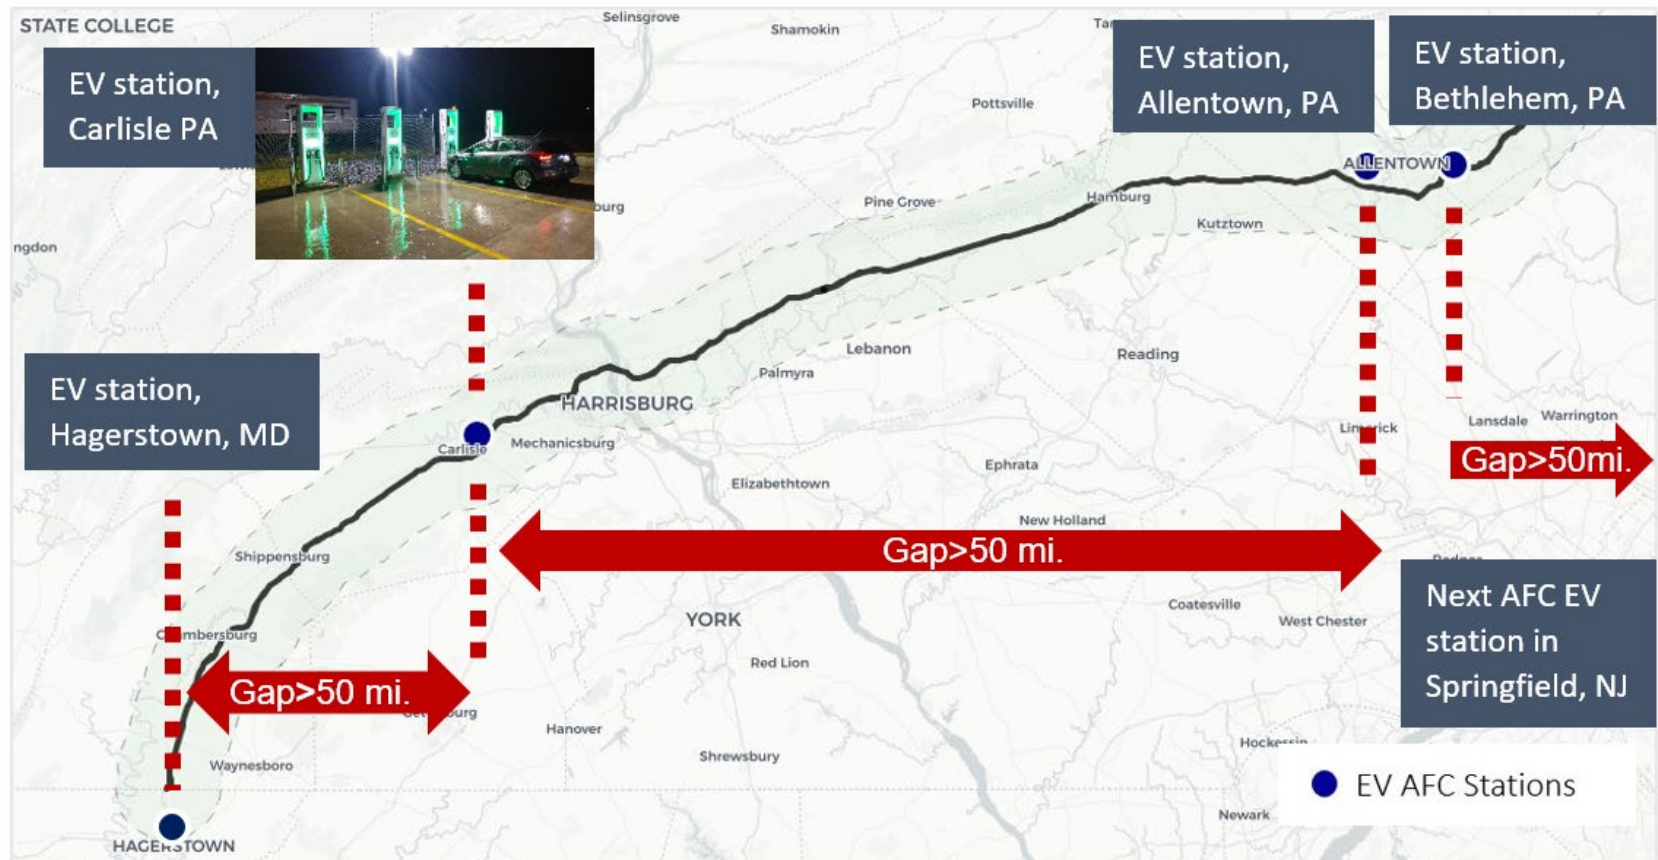 STATE COLLEGE
Selinsgrove
Shamokin
EV station,
Carlisle PA
EV station,
Allentown, PA
EV station,
Bethlehem, PA
Pottsville
ALLENTOWN
Pine Grove
Hamburg
Kutztown
burg
ngdon
Lebanon
Reading
Palmyra
EV station,
Hagerstown, MD
HARRISBURG
Carlisle
Mechanicsburg
Lansdale
Warrington
Gap>50mi.
Ephrata
Elizabethtown
New Holland
Shippensburg
Gap>50 mi.
Next AFC EV
station in
Springfield, NJ
Coatesville
West Chester
YORK
Red Lion
Gap>50 mi.
Hanover
Shrewsbury
Waynesboro
EV AFC Stations
Newark
HAGERSTOWN